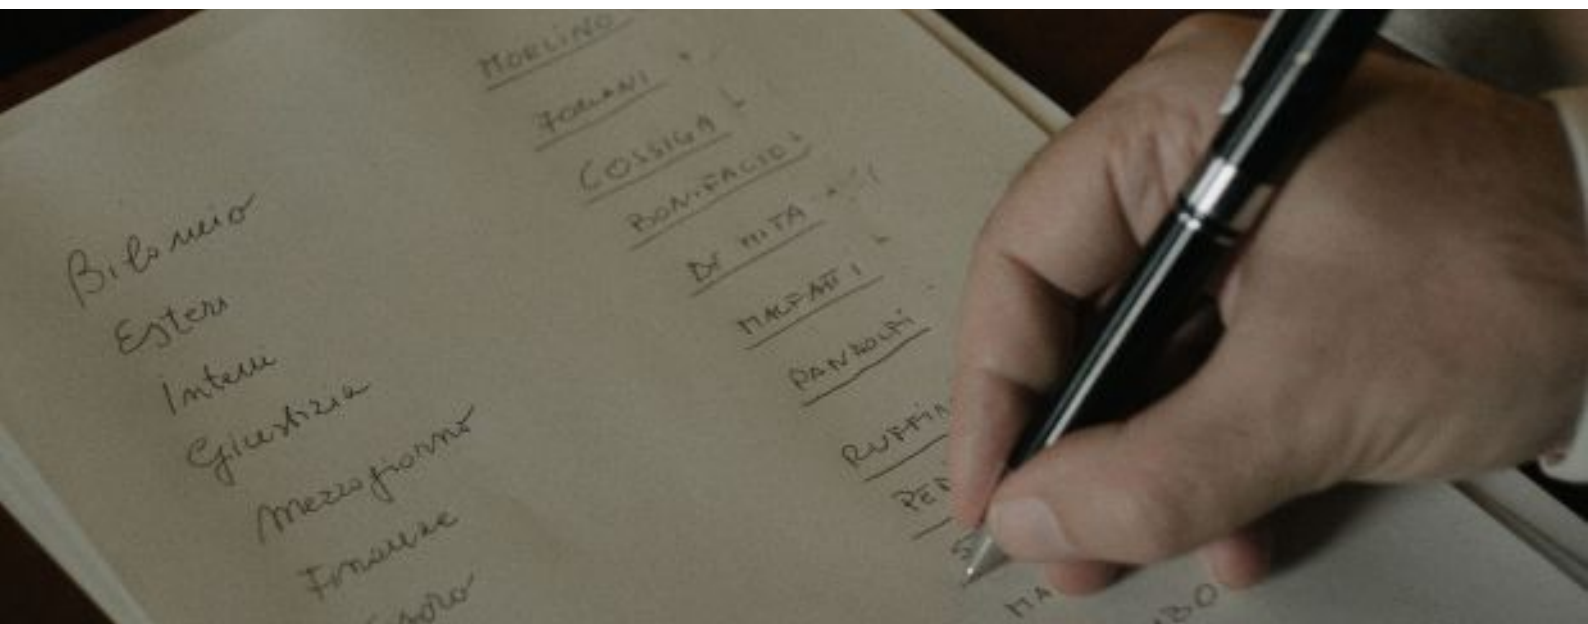 Bilancio
Esteri
Interni
Giustizia
Mezzogiorno
Finanze
MORLINO
FORLANI
COSSIGA
BONIFACIO
DE MITA
MALFATTI
PANDOLFI